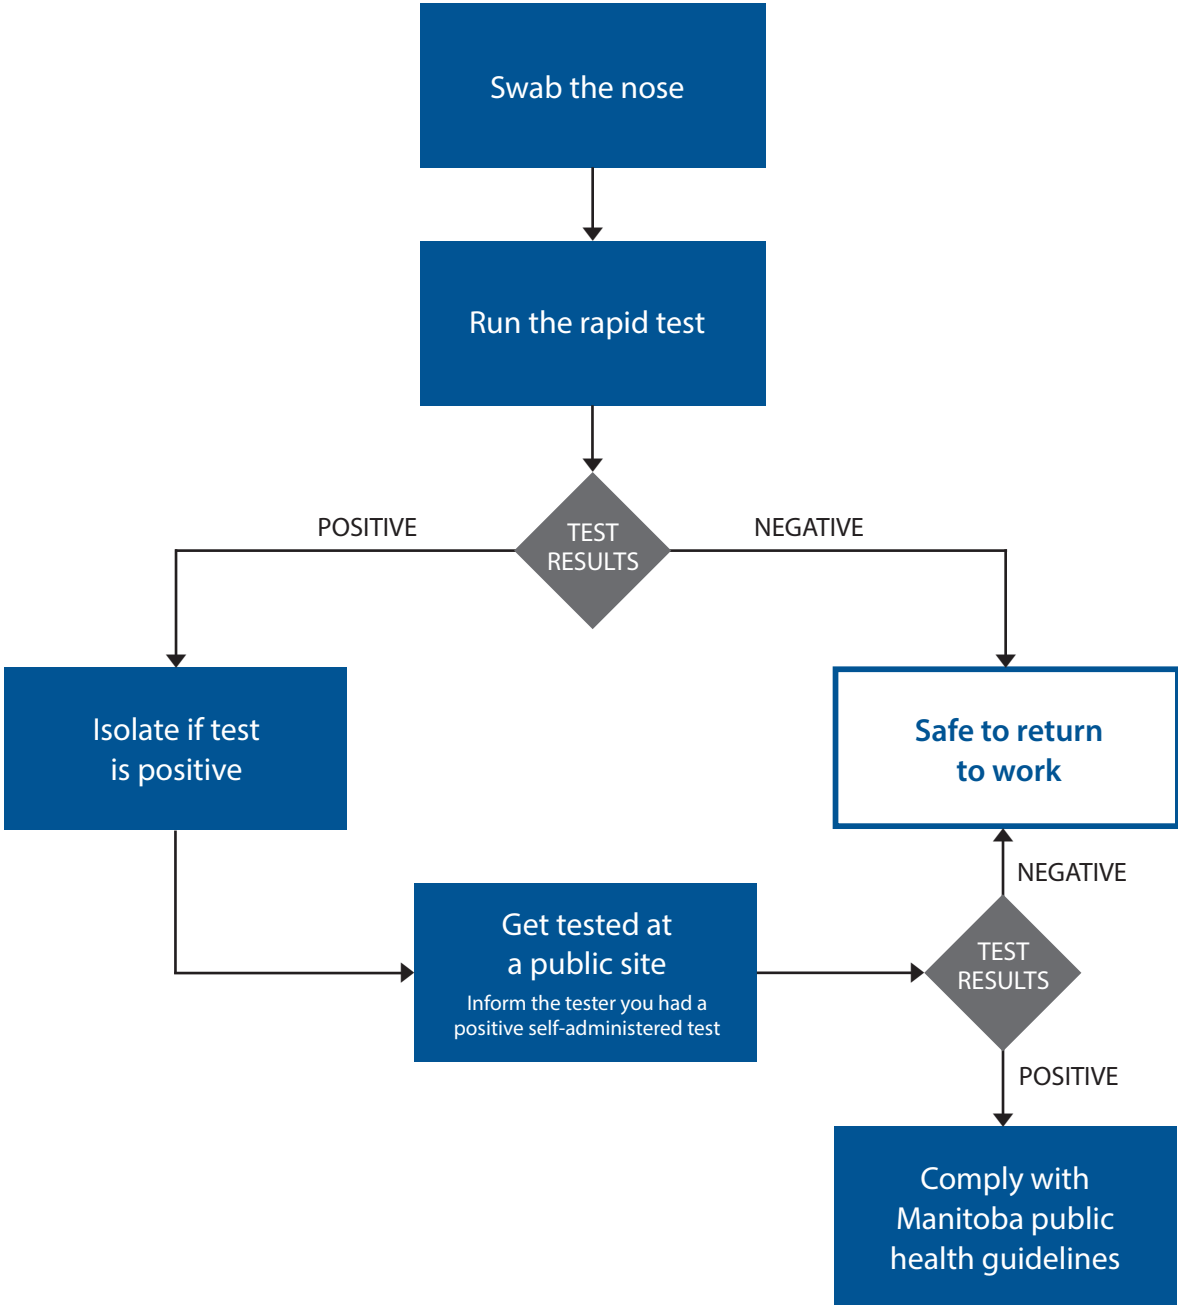 Swab the nose
Run the rapid test
POSITIVE
TEST
RESULTS
NEGATIVE
Isolate if test
is positive
Safe to return
to work
NEGATIVE
Get tested at
a public site
Inform the tester you had a
positive self-administered test
TEST
RESULTS
POSITIVE
Comply with
Manitoba public
health guidelines